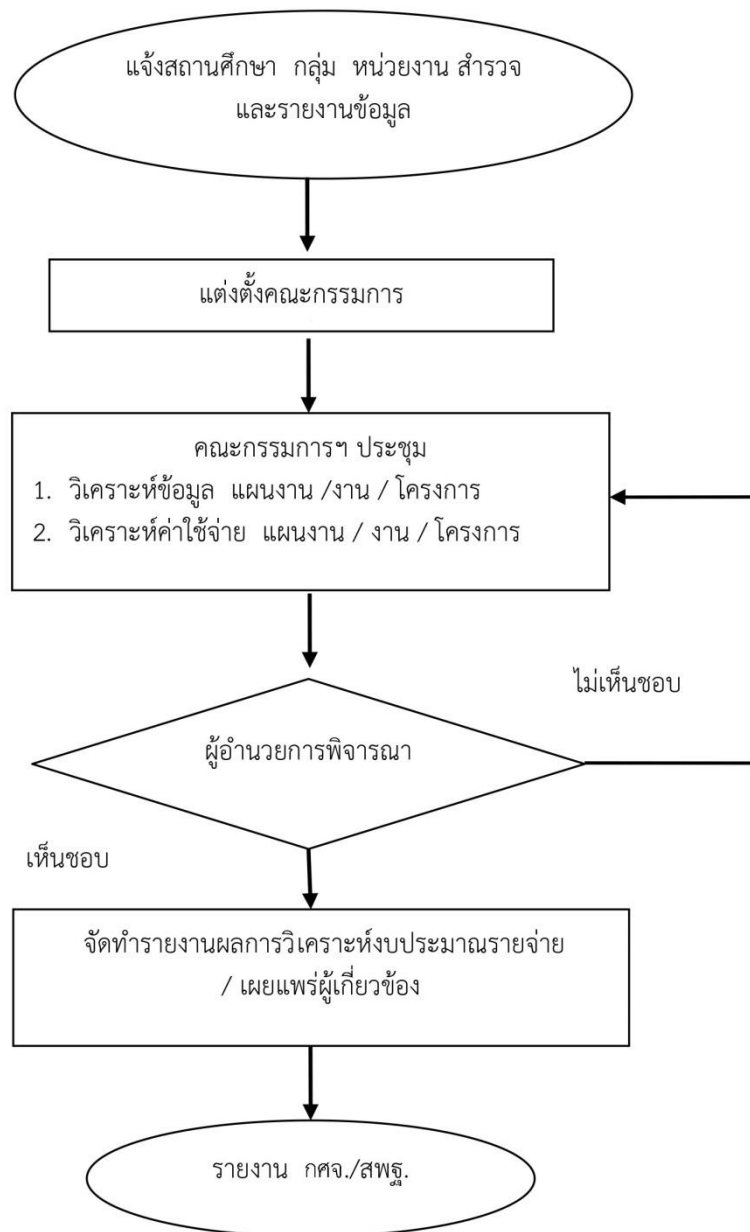 แจ้งสถานศึกษา กลุ่ม หน่วยงาน สำรวจ
และรายงานข้อมูล
แต่งตั้งคณะกรรมการ
คณะกรรมการฯ ประชุม
1. วิเคราะห์ข้อมูล แผนงาน /งาน / โครงการ
2. วิเคราะห์ค่าใช้จ่าย แผนงาน / งาน / โครงการ
ไม่เห็นชอบ
ผู้อำนวยการพิจารณา
เห็นชอบ
จัดทำรายงานผลการวิเคราะห์งบประมาณรายจ่าย
/ เผยแพร่ผู้เกี่ยวข้อง
รายงาน กศจ./สพฐ.